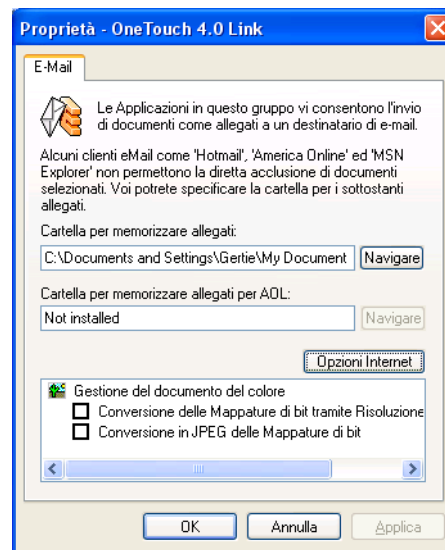 Proprietà - OneTouch 4.0 Link
E-Mail
Le Applicazioni in questo gruppo vi consentono l'invio
di documenti come allegati a un destinatario di e-mail.
Alcuni clienti eMail come 'Hotmail', 'America Online' ed 'MSN
Explorer' non permettono la diretta acclusione di documenti
selezionati. Voi potrete specificare la cartella per i sottostanti
allegati.
Cartella per memorizzare allegati:
C:\Documents and Settings\Gertie\My Document Navigare
Cartella per memorizzare allegati per AOL:
Not installed Navigare
Opzioni Internet
Gestione del documento del colore
Conversione delle Mappature di bit tramite Risoluzione
Conversione in JPEG delle Mappature di bit
OK Annulla Applica